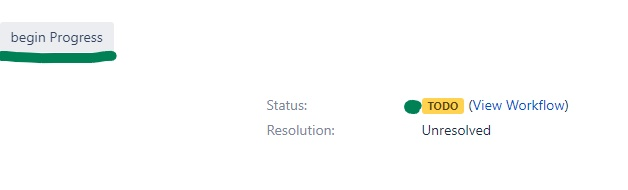 begin Progress
Status: TODO (View Workflow)
Resolution: Unresolved